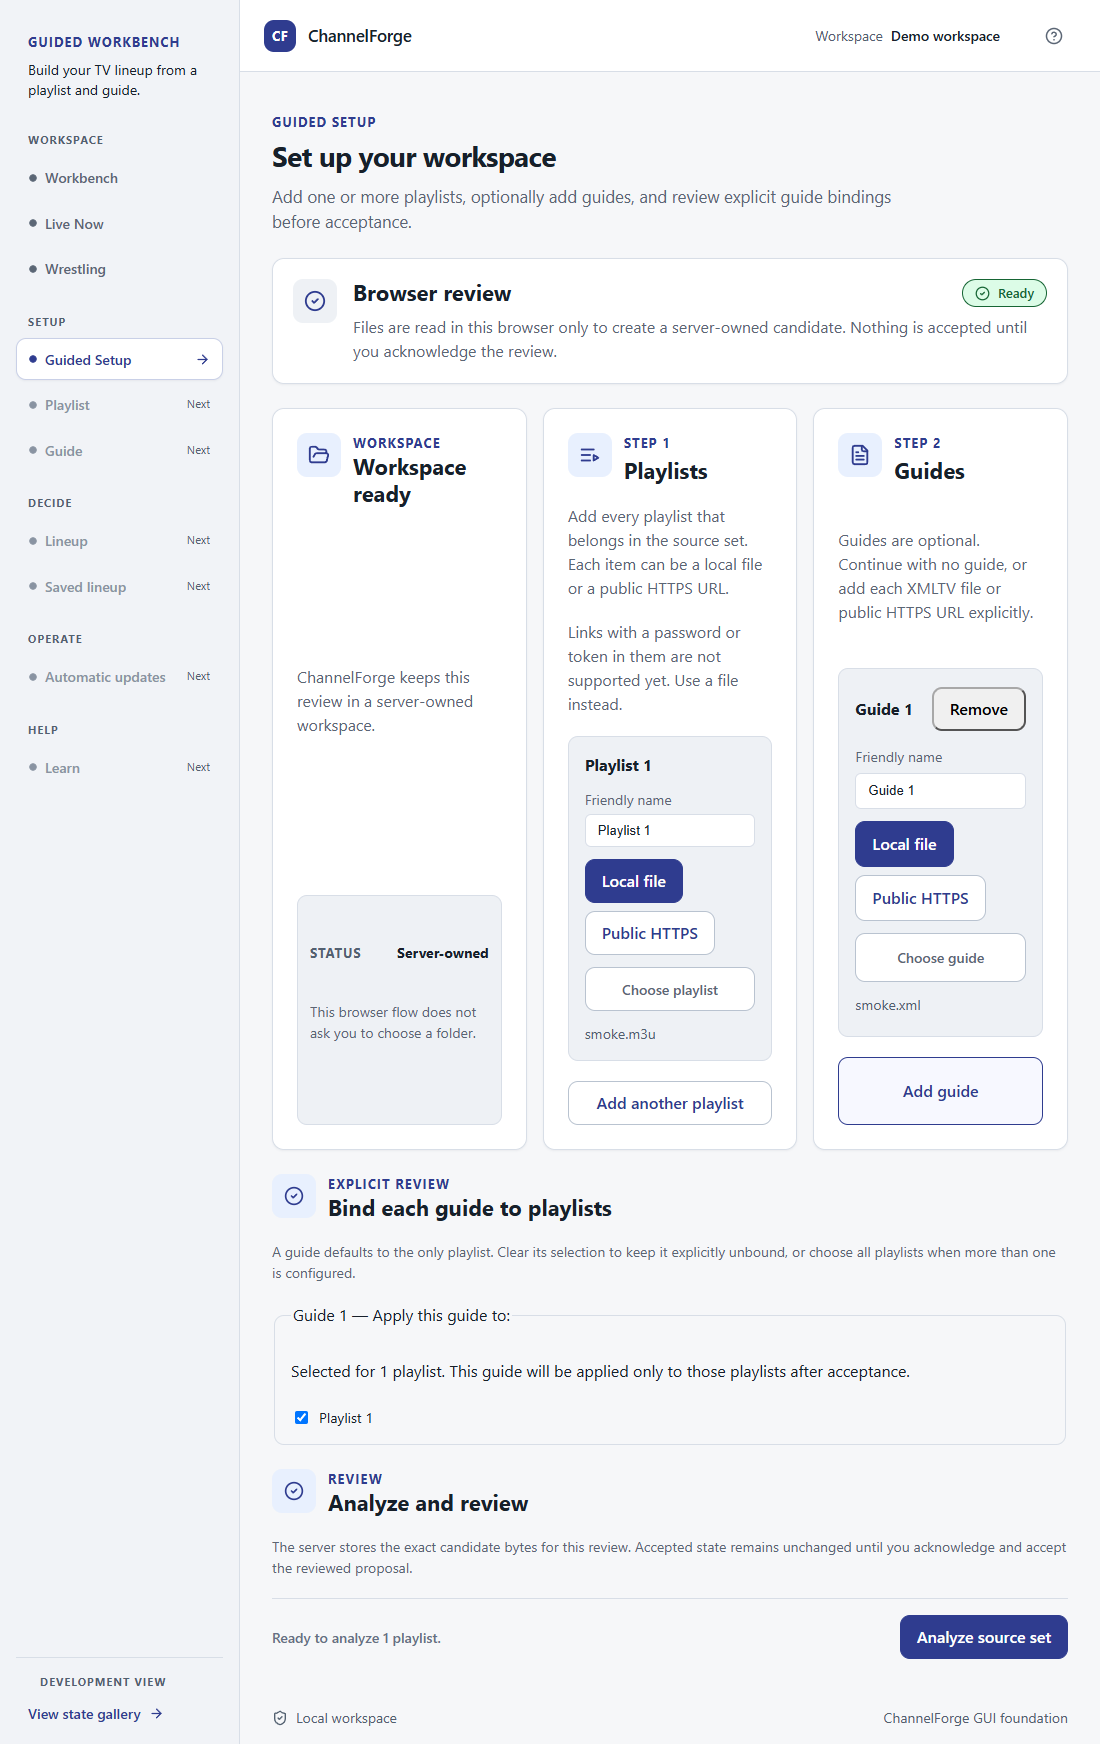 GUIDED WORKBENCH
Build your TV lineup from a
playlist and guide.
WORKSPACE
Workbench
Live Now
Wrestling
SETUP
Guided Setup
Playlist Next
Guide Next
DECIDE
Lineup Next
Saved lineup Next
OPERATE
Automatic updates Next
HELP
Learn Next
DEVELOPMENT VIEW
View state gallery
CF ChannelForge
Workspace Demo workspace
GUIDED SETUP
Set up your workspace
Add one or more playlists, optionally add guides, and review explicit guide bindings
before acceptance.
Browser review
Ready
Files are read in this browser only to create a server-owned candidate. Nothing is accepted until
you acknowledge the review.
WORKSPACE
Workspace
ready
ChannelForge keeps this
review in a server-owned
workspace.
STATUS Server-owned
This browser flow does not
ask you to choose a folder.
STEP 1
Playlists
Add every playlist that
belongs in the source set.
Each item can be a local file
or a public HTTPS URL.
Links with a password or
token in them are not
supported yet. Use a file
instead.
Playlist 1
Friendly name
Playlist 1
Local file
Public HTTPS
Choose playlist
smoke.m3u
Add another playlist
STEP 2
Guides
Guides are optional.
Continue with no guide, or
add each XMLTV file or
public HTTPS URL explicitly.
Guide 1 Remove
Friendly name
Guide 1
Local file
Public HTTPS
Choose guide
smoke.xml
Add guide
EXPLICIT REVIEW
Bind each guide to playlists
A guide defaults to the only playlist. Clear its selection to keep it explicitly unbound, or choose all playlists when more than one
is configured.
Guide 1 — Apply this guide to:
Selected for 1 playlist. This guide will be applied only to those playlists after acceptance.
Playlist 1
REVIEW
Analyze and review
The server stores the exact candidate bytes for this review. Accepted state remains unchanged until you acknowledge and accept
the reviewed proposal.
Ready to analyze 1 playlist.
Analyze source set
Local workspace
ChannelForge GUI foundation